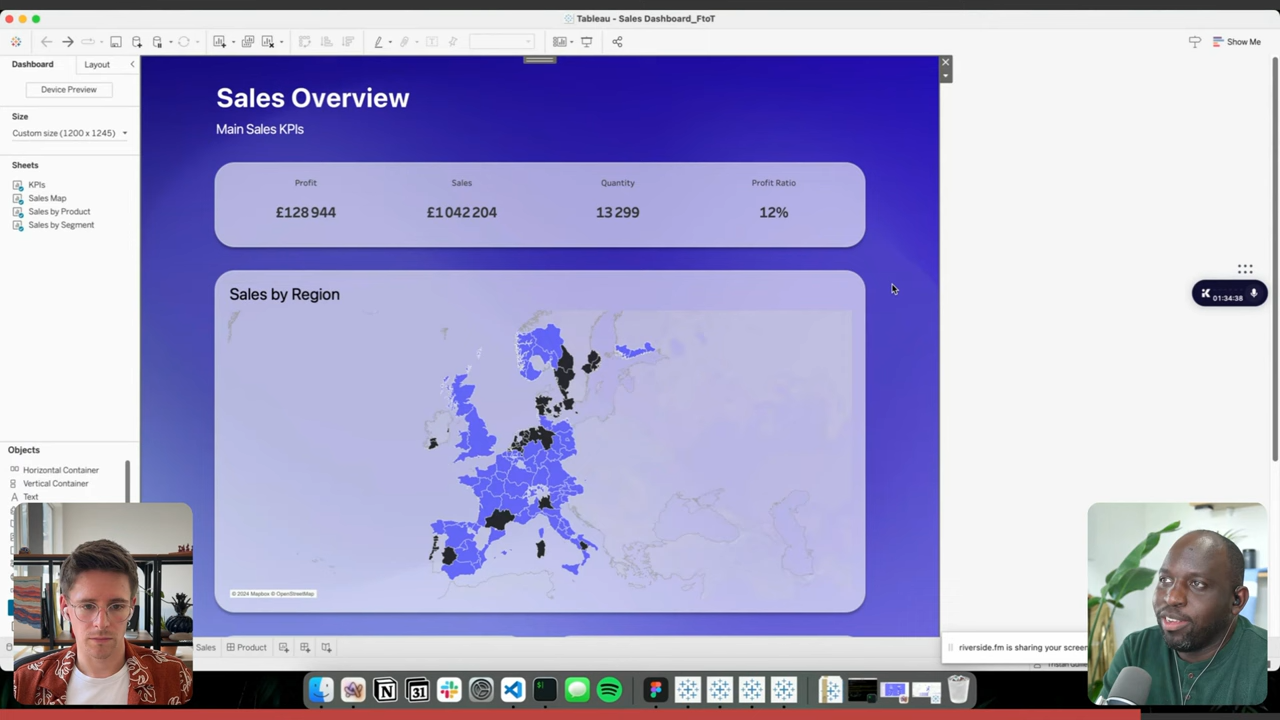 Tableau - Sales Dashboard_FtoT
Show Me
Dashboard
Layout
Device Preview
Size
Custom size (1200 x 1245)
Sheets
KPIs
Sales Map
Sales by Product
Sales by Segment
Objects
Horizontal Container
Vertical Container
Text
Sales Overview
Main Sales KPIs
Profit
Sales
Quantity
Profit Ratio
£128 944
£1 042 204
13 299
12%
Sales by Region
© 2024 Mapbox © OpenStreetMap
01:34:38
Sales
Product
riverside.fm is sharing your screen
31